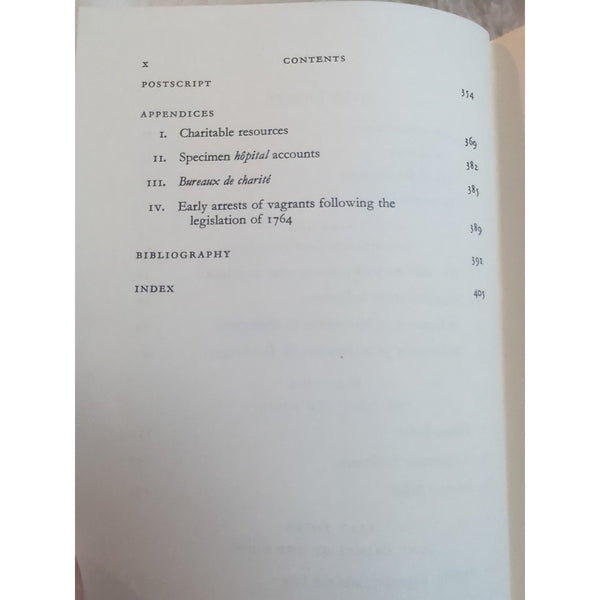 x CONTENTS
POSTSCRIPT 354
APPENDICES
I. Charitable resources 369
II. Specimen hôpital accounts 382
III. Bureaux de charité 385
IV. Early arrests of vagrants following the
legislation of 1764 389
BIBLIOGRAPHY 392
INDEX 405